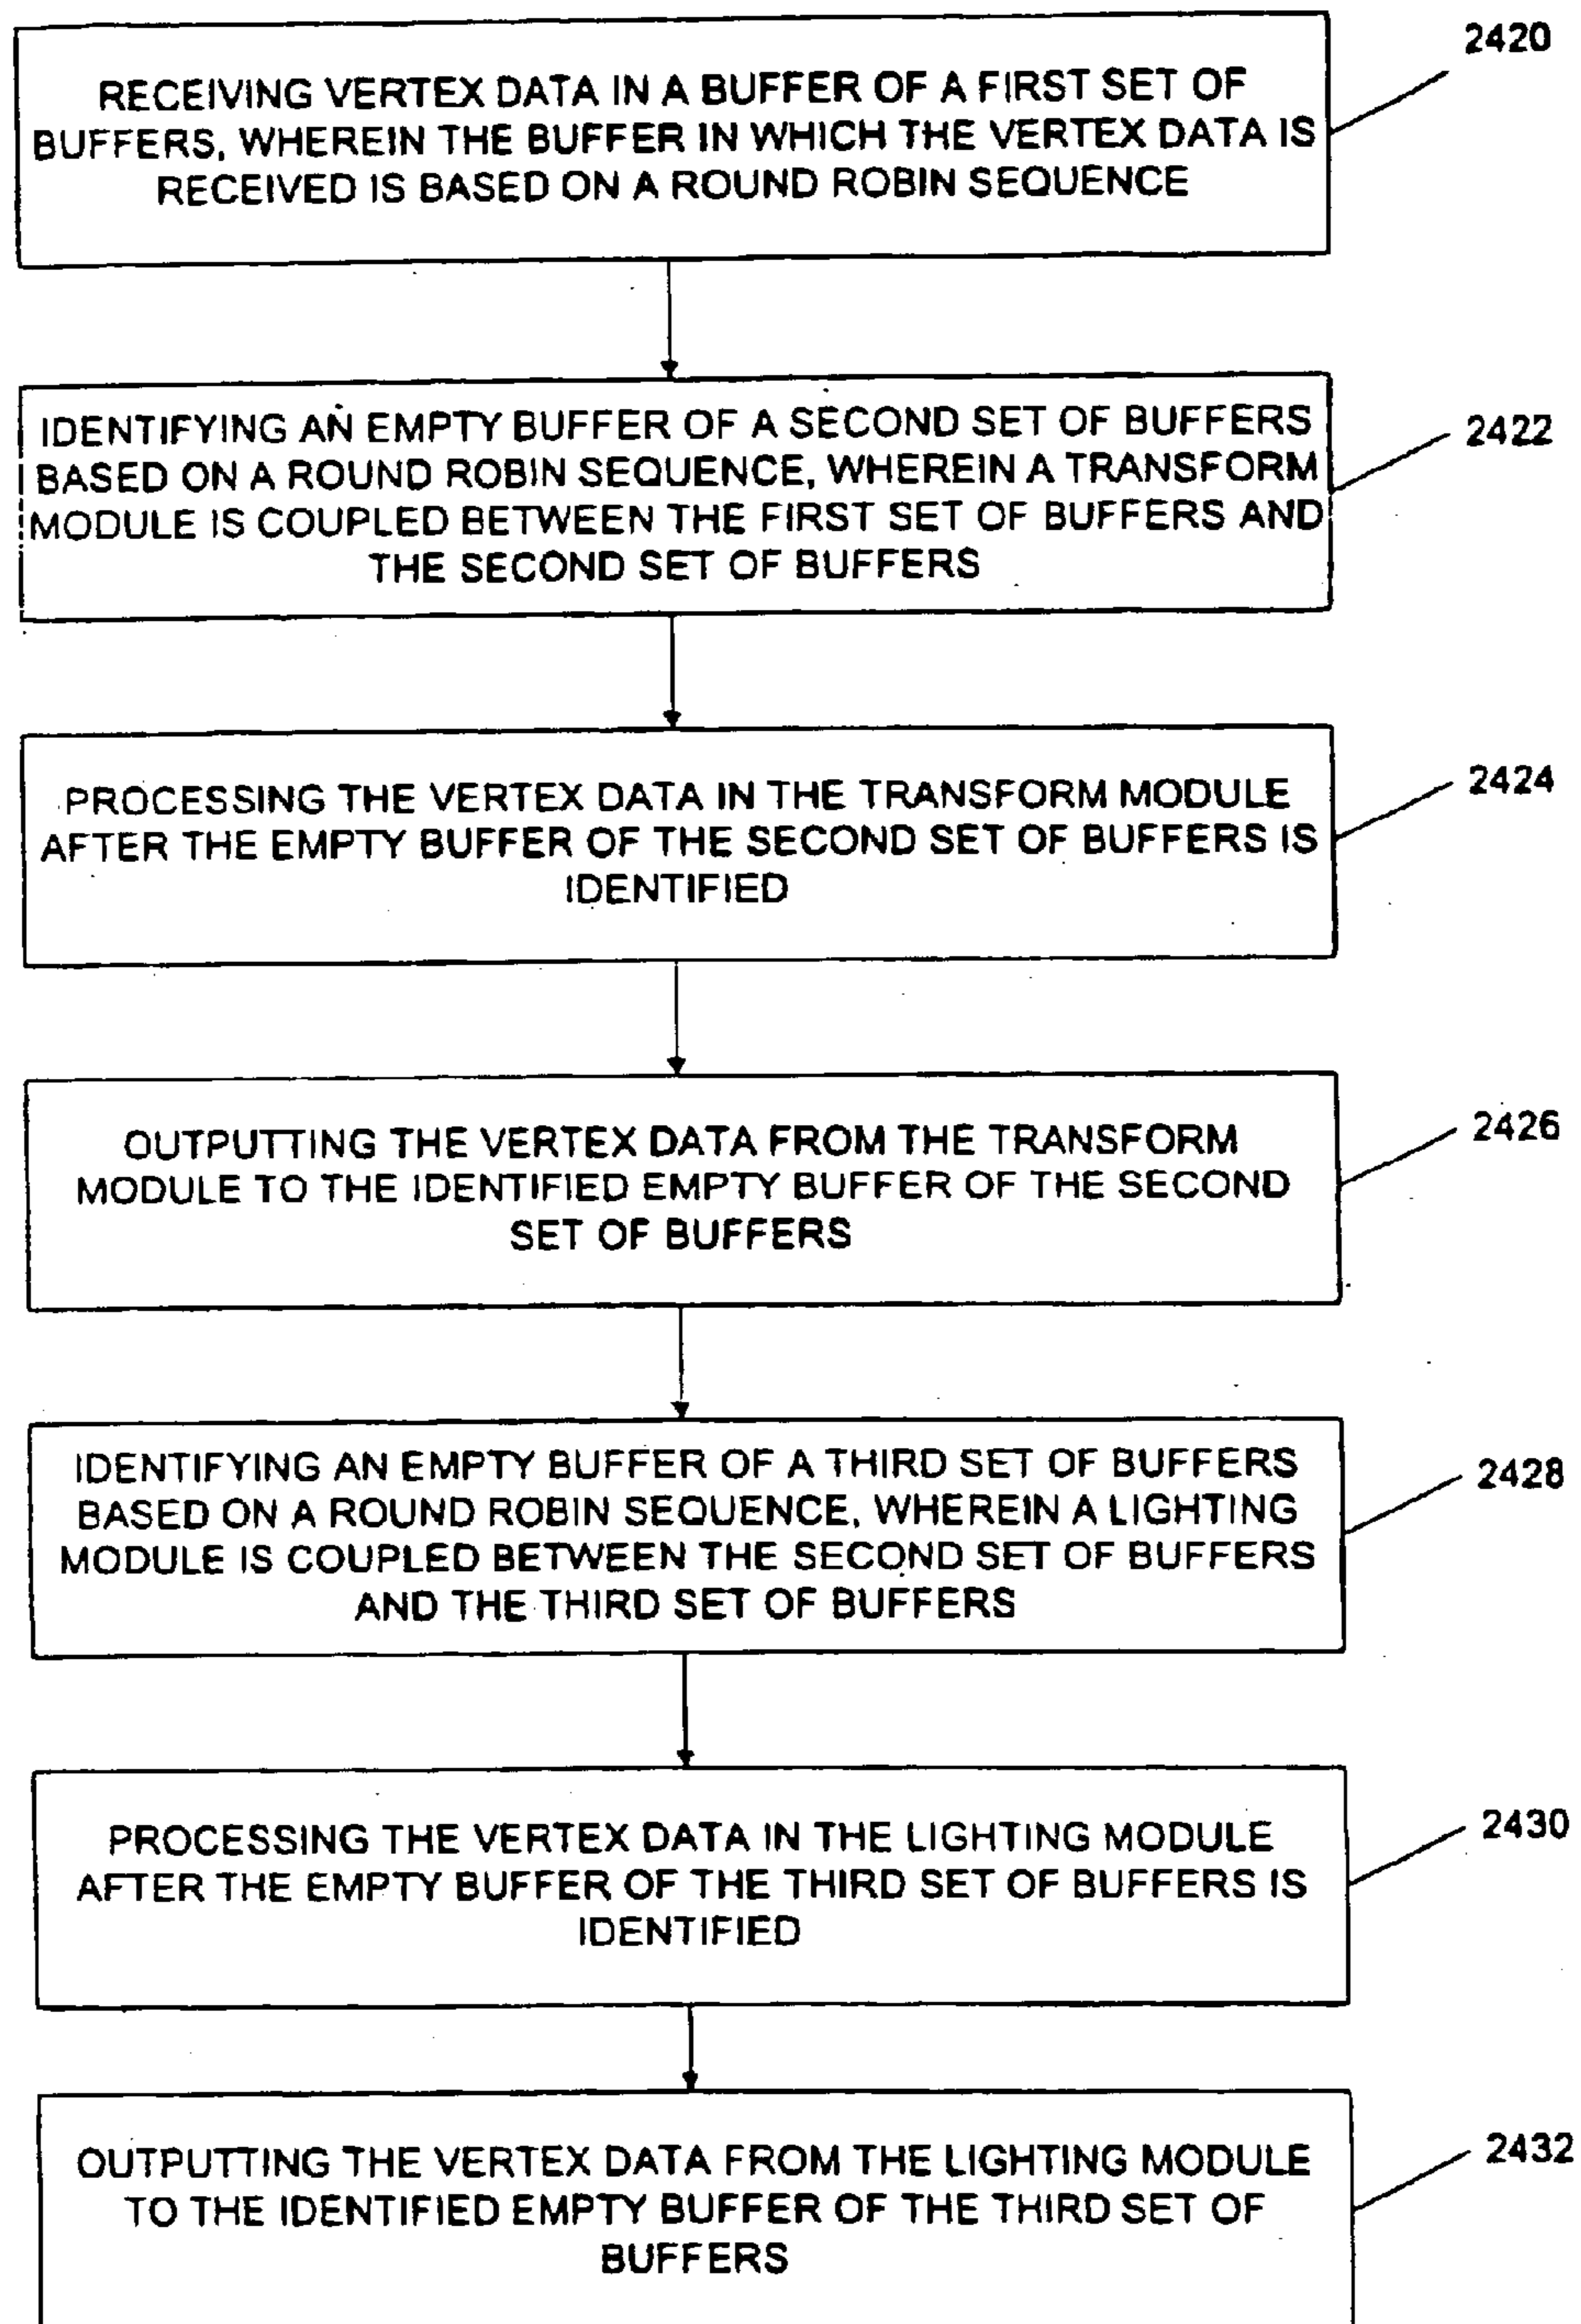 2420
RECEIVING VERTEX DATA IN A BUFFER OF A FIRST SET OF
BUFFERS, WHEREIN THE BUFFER IN WHICH THE VERTEX DATA IS
RECEIVED IS BASED ON A ROUND ROBIN SEQUENCE
2422
IDENTIFYING AN EMPTY BUFFER OF A SECOND SET OF BUFFERS
BASED ON A ROUND ROBIN SEQUENCE, WHEREIN A TRANSFORM
MODULE IS COUPLED BETWEEN THE FIRST SET OF BUFFERS AND
THE SECOND SET OF BUFFERS
2424
PROCESSING THE VERTEX DATA IN THE TRANSFORM MODULE
AFTER THE EMPTY BUFFER OF THE SECOND SET OF BUFFERS IS
IDENTIFIED
2426
OUTPUTTING THE VERTEX DATA FROM THE TRANSFORM
MODULE TO THE IDENTIFIED EMPTY BUFFER OF THE SECOND
SET OF BUFFERS
2428
IDENTIFYING AN EMPTY BUFFER OF A THIRD SET OF BUFFERS
BASED ON A ROUND ROBIN SEQUENCE, WHEREIN A LIGHTING
MODULE IS COUPLED BETWEEN THE SECOND SET OF BUFFERS
AND THE THIRD SET OF BUFFERS
2430
PROCESSING THE VERTEX DATA IN THE LIGHTING MODULE
AFTER THE EMPTY BUFFER OF THE THIRD SET OF BUFFERS IS
IDENTIFIED
2432
OUTPUTTING THE VERTEX DATA FROM THE LIGHTING MODULE
TO THE IDENTIFIED EMPTY BUFFER OF THE THIRD SET OF
BUFFERS